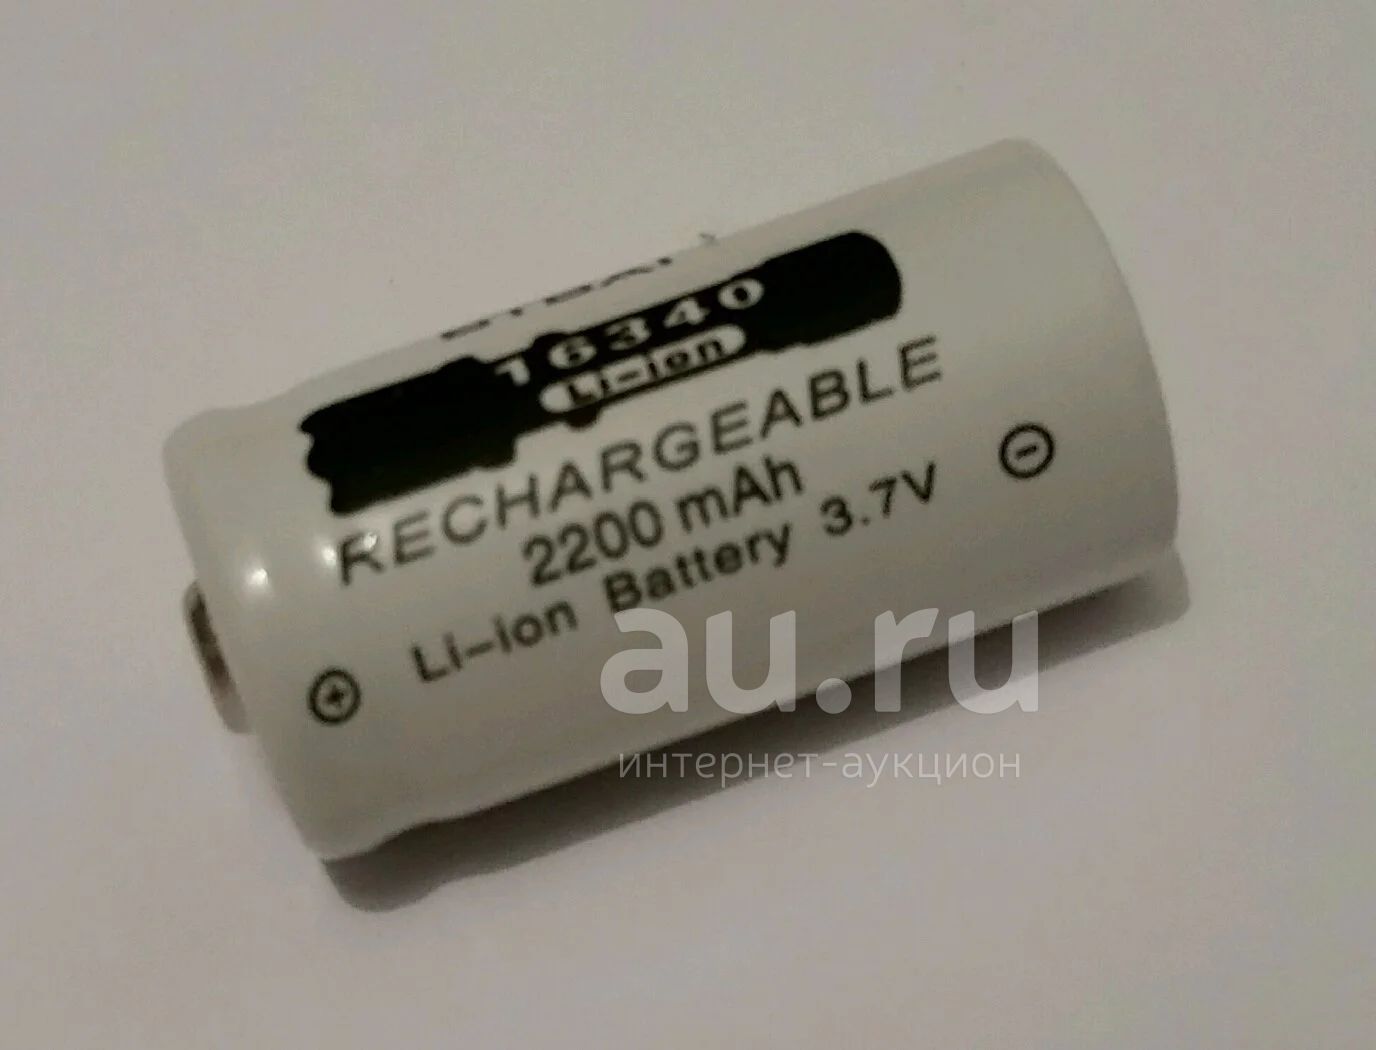 16340
Li-ion
RECHARGEABLE
2200 mAh
Li-ion Battery 3.7V
au.ru
интернет-аукцион